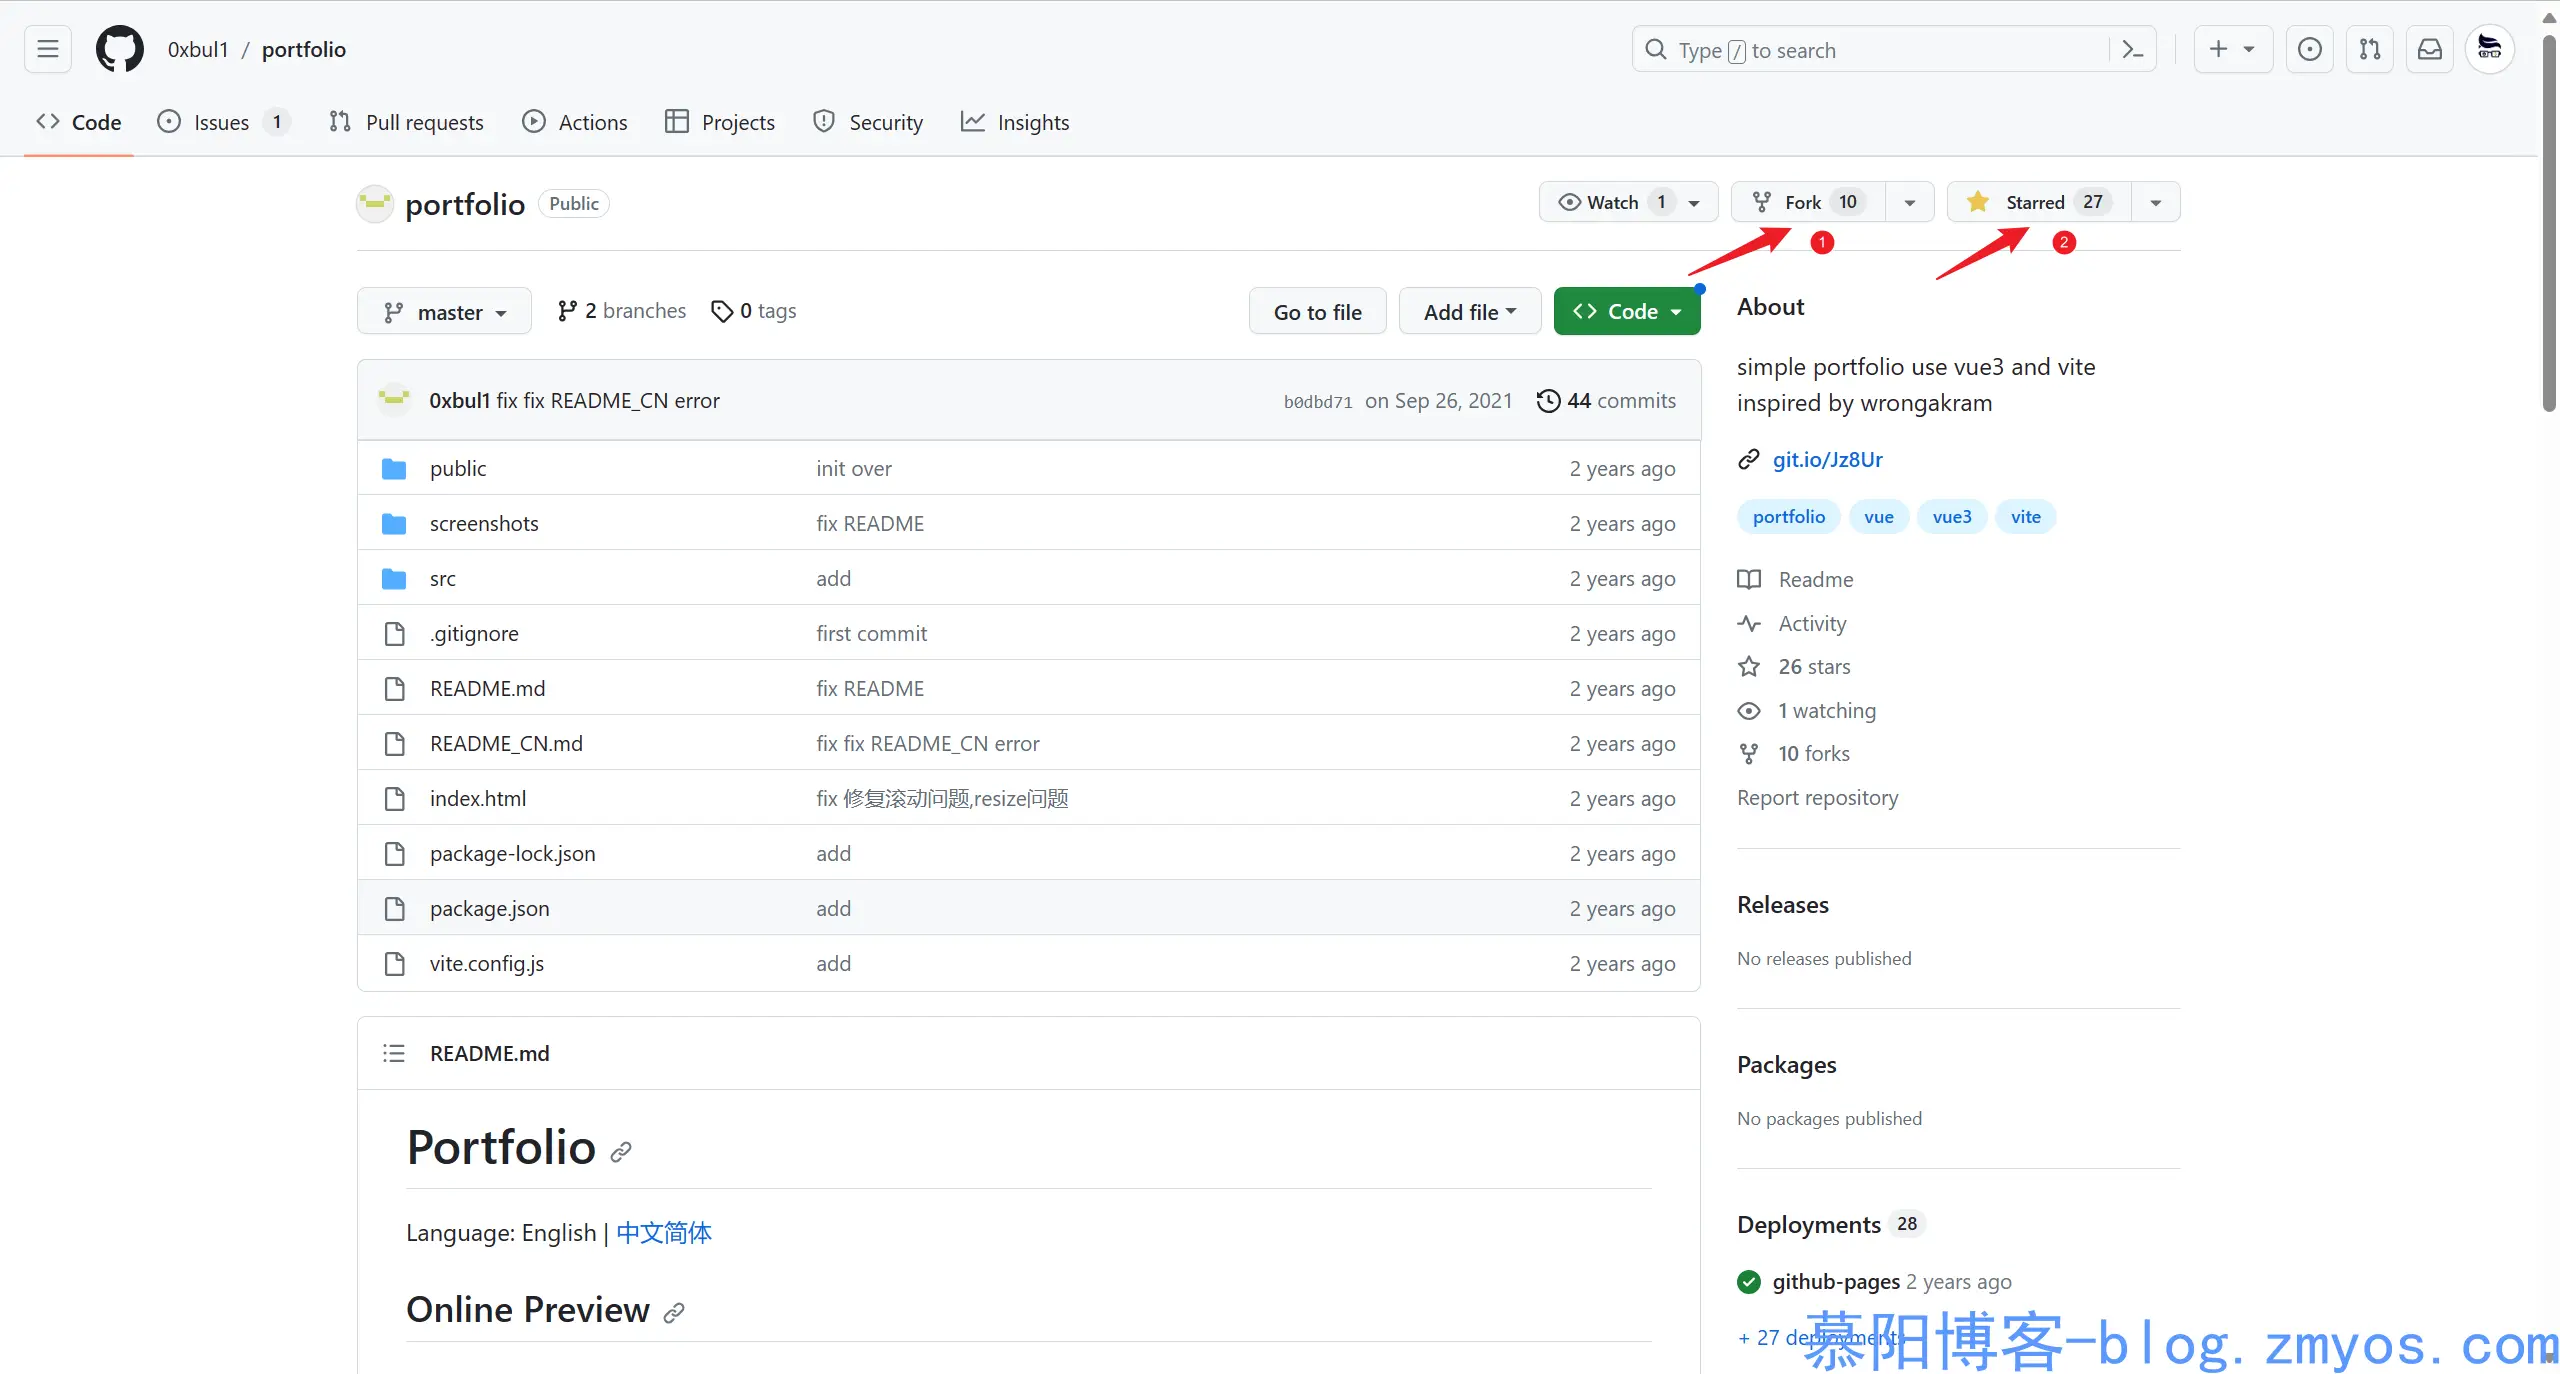 0xbul1 / portfolio
Type / to search
Code Issues 1 Pull requests Actions Projects Security Insights
portfolio Public
Watch 1 Fork 10 Starred 27
1 2
master 2 branches 0 tags Go to file Add file Code
0xbul1 fix fix README_CN error b0dbd71 on Sep 26, 2021 44 commits
public init over 2 years ago
screenshots fix README 2 years ago
src add 2 years ago
.gitignore first commit 2 years ago
README.md fix README 2 years ago
README_CN.md fix fix README_CN error 2 years ago
index.html fix 修复滚动问题,resize问题 2 years ago
package-lock.json add 2 years ago
package.json add 2 years ago
vite.config.js add 2 years ago
README.md
Portfolio
Language: English | 中文简体
Online Preview
About
simple portfolio use vue3 and vite
inspired by wrongakram
git.io/Jz8Ur
portfolio vue vue3 vite
Readme
Activity
26 stars
1 watching
10 forks
Report repository
Releases
No releases published
Packages
No packages published
Deployments 28
github-pages 2 years ago
+ 27 deployments
慕阳博客-blog.zmyos.com